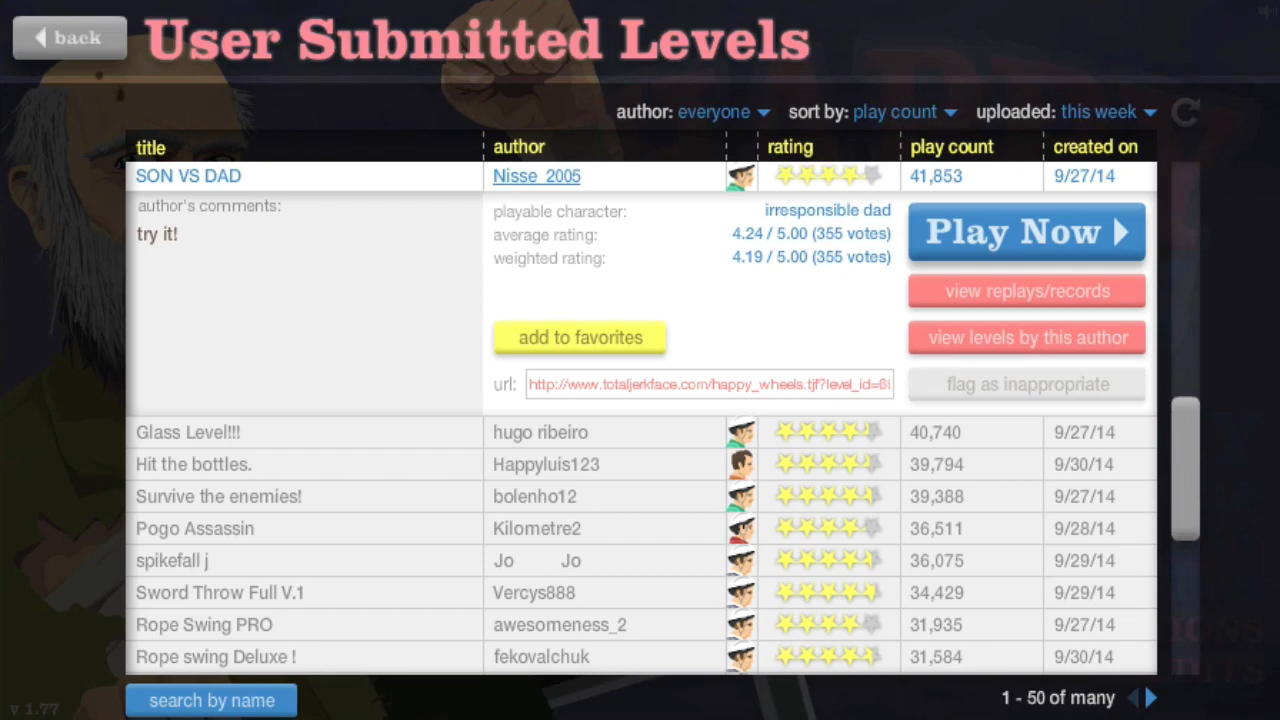 back
User Submitted Levels
author: everyone sort by: play count uploaded: this week
title author rating play count created on
SON VS DAD Nisse_2005 41,853 9/27/14
author's comments:
try it!
playable character: irresponsible dad
average rating: 4.24 / 5.00 (355 votes)
weighted rating: 4.19 / 5.00 (355 votes)
Play Now
view replays/records
add to favorites
view levels by this author
url: http://www.totaljerkface.com/happy_wheels.tjf?level_id=6
flag as inappropriate
Glass Level!!! hugo ribeiro 40,740 9/27/14
Hit the bottles. Happyluis123 39,794 9/30/14
Survive the enemies! bolenho12 39,388 9/27/14
Pogo Assassin Kilometre2 36,511 9/28/14
spikefall j Jo Jo 36,075 9/29/14
Sword Throw Full V.1 Vercys888 34,429 9/29/14
Rope Swing PRO awesomeness_2 31,935 9/27/14
Rope swing Deluxe ! fekovalchuk 31,584 9/30/14
search by name
1 - 50 of many
v 1.77